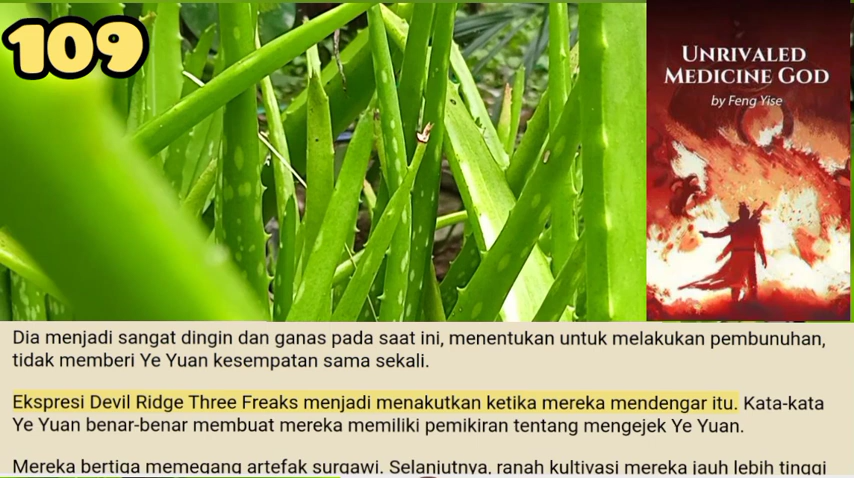 109
UNRIVALED
MEDICINE GOD
by Feng Yise
Dia menjadi sangat dingin dan ganas pada saat ini, menentukan untuk melakukan pembunuhan,
tidak memberi Ye Yuan kesempatan sama sekali.
Ekspresi Devil Ridge Three Freaks menjadi menakutkan ketika mereka mendengar itu. Kata-kata
Ye Yuan benar-benar membuat mereka memiliki pemikiran tentang mengejek Ye Yuan.
Mereka bertiga memegang artefak surgawi. Selanjutnya, ranah kultivasi mereka jauh lebih tinggi